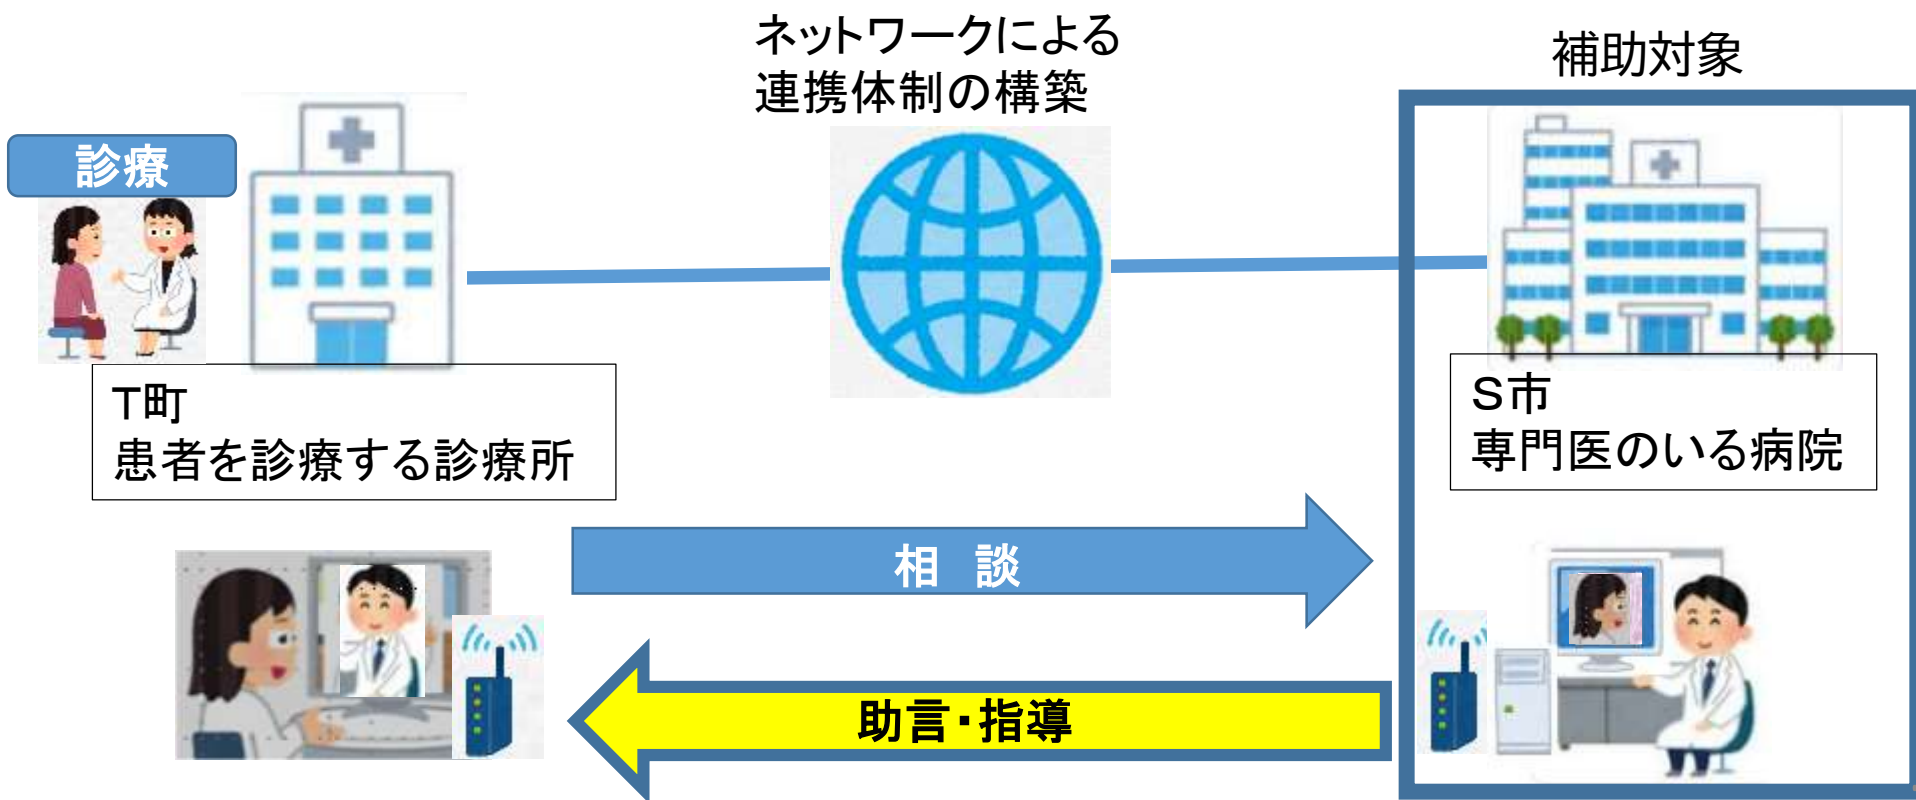 ネットワークによる
連携体制の構築
補助対象
診療
T町
患者を診療する診療所
S市
専門医のいる病院
相　談
助言・指導